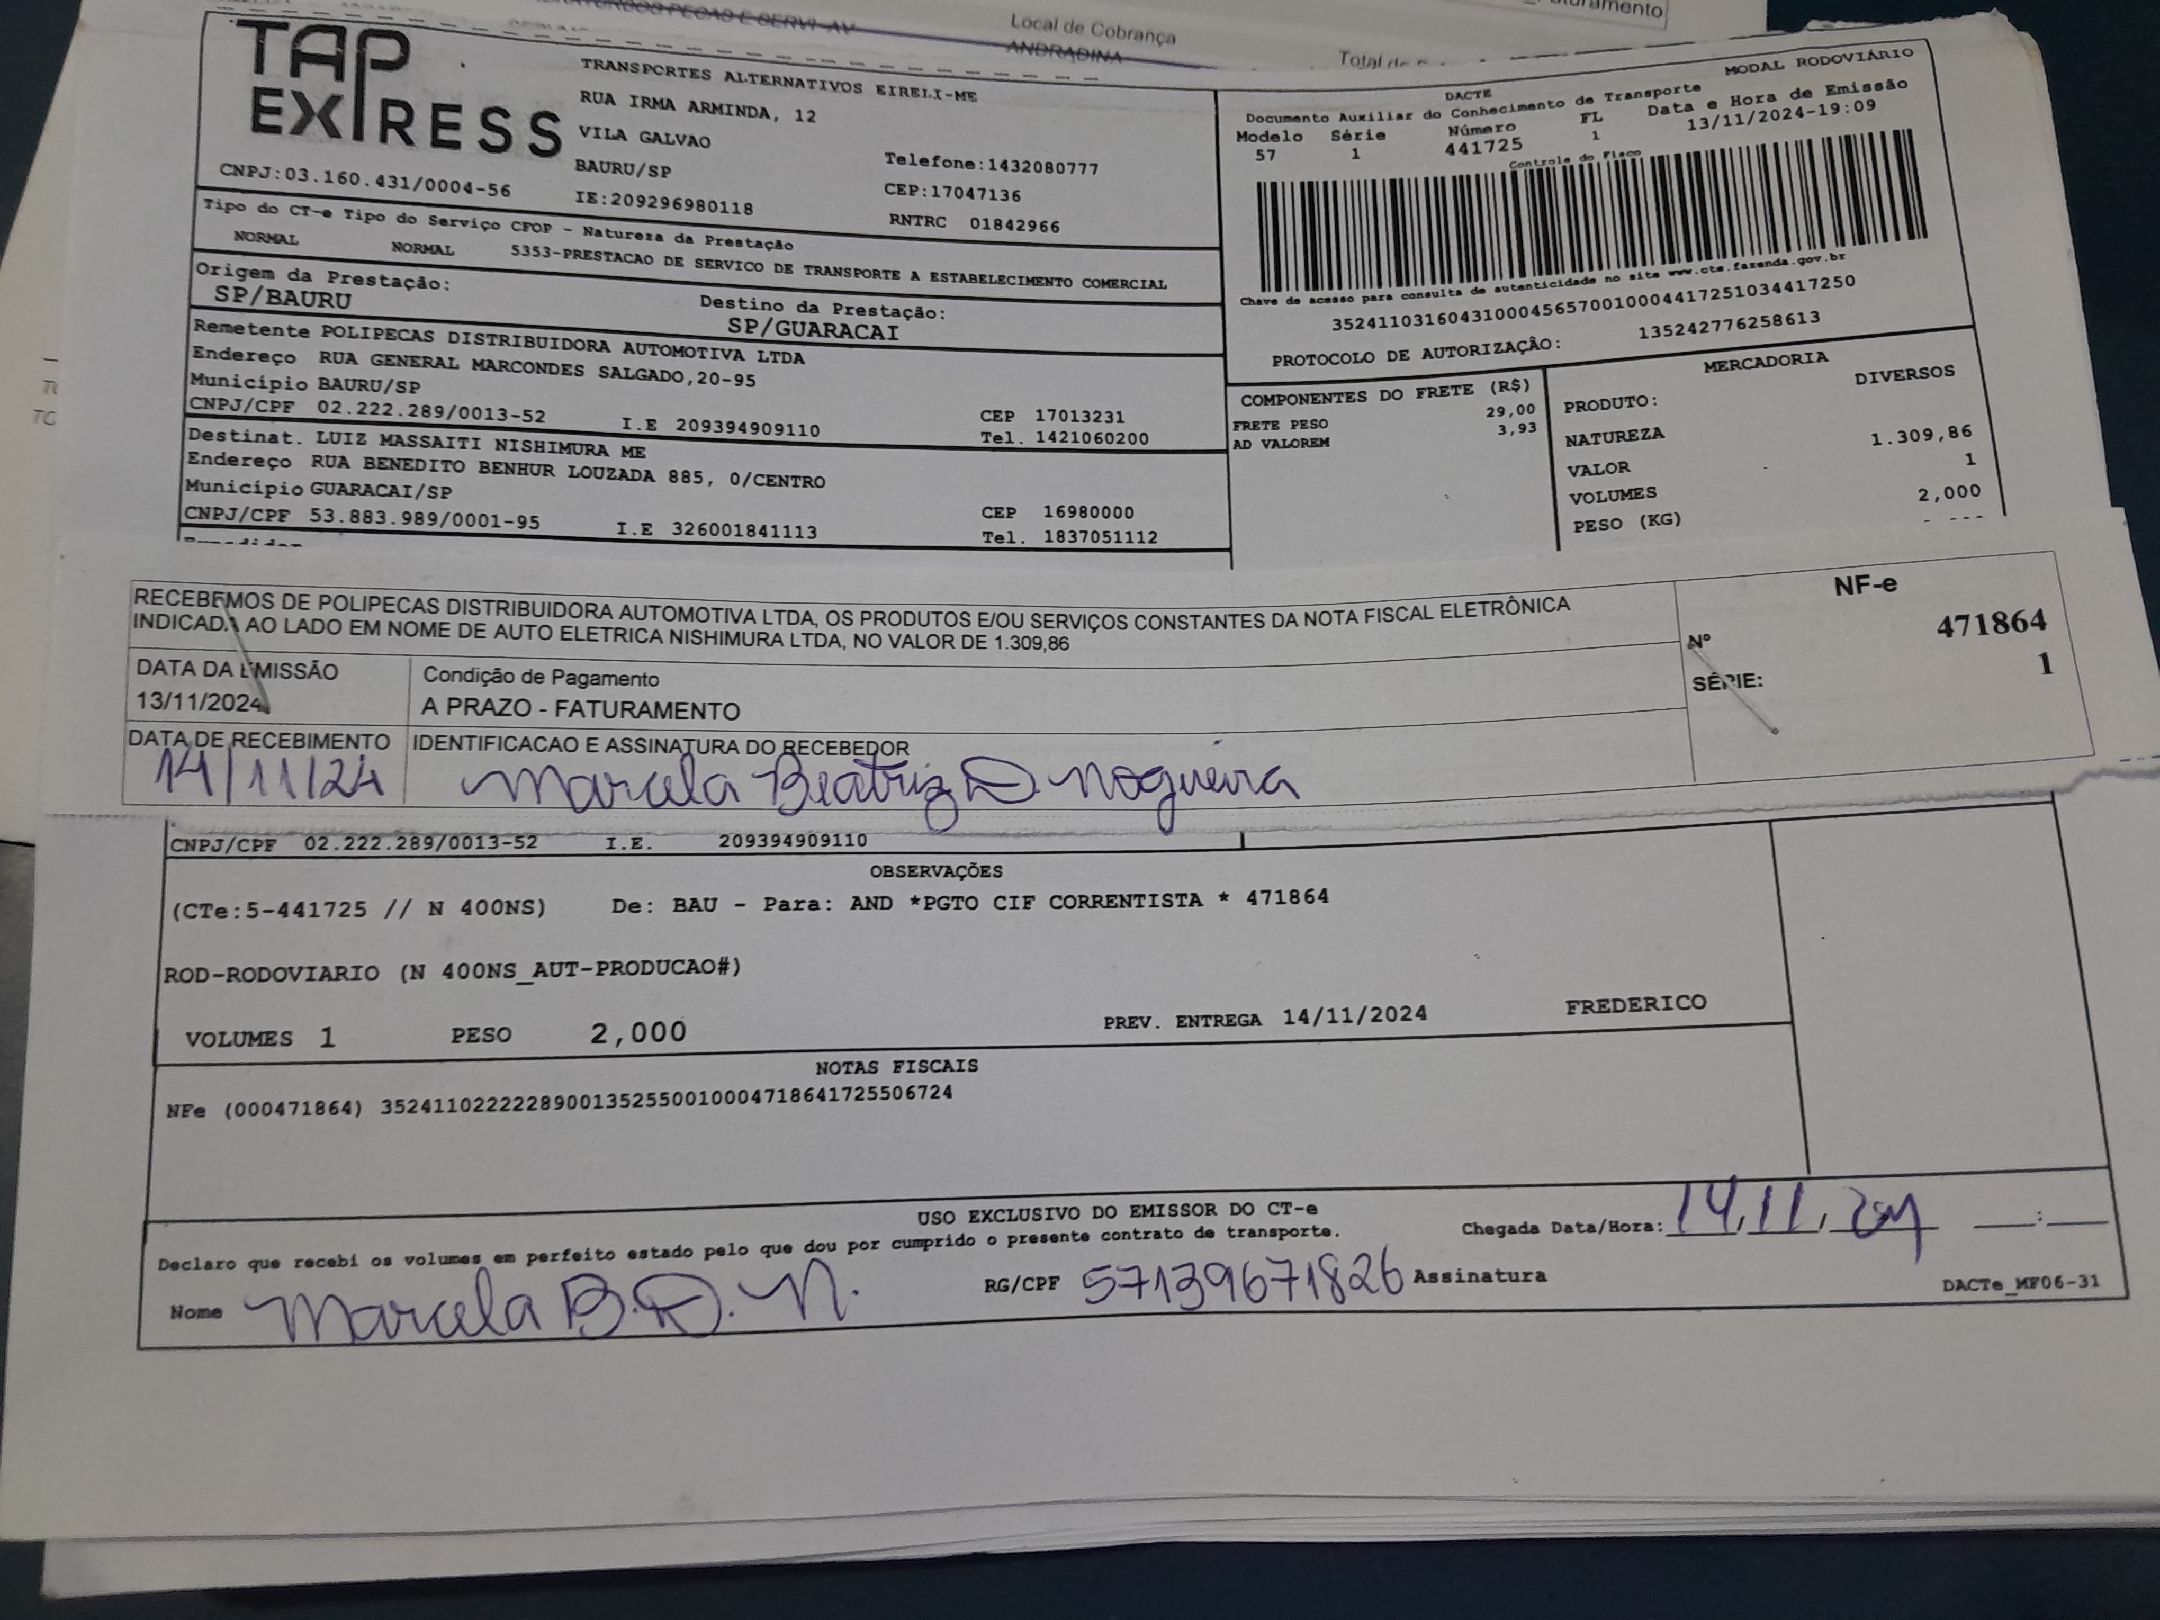 Local de Cobrança
ANDRADINA
TAP
EXPRESS
CNPJ:03.160.431/0004-56
TRANSPORTES ALTERNATIVOS EIRELI-ME
RUA IRMA ARMINDA, 12
VILA GALVAO
BAURU/SP
IE:209296980118
Telefone:1432080777
CEP:17047136
RNTRC 01842966
MODAL RODOVIÁRIO
DACTE
Documento Auxiliar do Conhecimento de Transporte
Modelo Série Número FL Data e Hora de Emissão
57 1 441725 1 13/11/2024-19:09
Controle do Fisco
Chave de acesso para consulta de autenticidade no site www.cte.fazenda.gov.br
35241103160431000456570010004417251034417250
PROTOCOLO DE AUTORIZAÇÃO: 135242776258613
Tipo do CT-e Tipo do Serviço CFOP - Natureza da Prestação
NORMAL NORMAL 5353-PRESTACAO DE SERVICO DE TRANSPORTE A ESTABELECIMENTO COMERCIAL
Origem da Prestação: Destino da Prestação:
SP/BAURU SP/GUARACAI
Remetente POLIPECAS DISTRIBUIDORA AUTOMOTIVA LTDA
Endereço RUA GENERAL MARCONDES SALGADO,20-95
Município BAURU/SP CEP 17013231
CNPJ/CPF 02.222.289/0013-52 I.E 209394909110 Tel. 1421060200
Destinat. LUIZ MASSAITI NISHIMURA ME
Endereço RUA BENEDITO BENHUR LOUZADA 885, 0/CENTRO
Município GUARACAI/SP CEP 16980000
CNPJ/CPF 53.883.989/0001-95 I.E 326001841113 Tel. 1837051112
COMPONENTES DO FRETE (R$)
FRETE PESO 29,00
AD VALOREM 3,93
MERCADORIA
PRODUTO: DIVERSOS
NATUREZA
VALOR 1.309,86
VOLUMES 1
PESO (KG) 2,000
RECEBEMOS DE POLIPECAS DISTRIBUIDORA AUTOMOTIVA LTDA, OS PRODUTOS E/OU SERVIÇOS CONSTANTES DA NOTA FISCAL ELETRÔNICA
INDICADA AO LADO EM NOME DE AUTO ELETRICA NISHIMURA LTDA, NO VALOR DE 1.309,86
NF-e
Nº 471864
SÉRIE: 1
DATA DA EMISSÃO Condição de Pagamento
13/11/2024 A PRAZO - FATURAMENTO
DATA DE RECEBIMENTO IDENTIFICACAO E ASSINATURA DO RECEBEDOR
14/11/24 Marcela Beatriz D. Nogueira
CNPJ/CPF 02.222.289/0013-52 I.E. 209394909110
OBSERVAÇÕES
(CTe:5-441725 // N 400NS) De: BAU - Para: AND *PGTO CIF CORRENTISTA * 471864
ROD-RODOVIARIO (N 400NS_AUT-PRODUCAO#)
VOLUMES 1 PESO 2,000 PREV. ENTREGA 14/11/2024 FREDERICO
NOTAS FISCAIS
NFe (000471864) 35241102222289001352550010004718641725506724
USO EXCLUSIVO DO EMISSOR DO CT-e
Declaro que recebi os volumes em perfeito estado pelo que dou por cumprido o presente contrato de transporte.
Chegada Data/Hora: 14, 11,
Nome Marcela B. D. N. RG/CPF 57139671826 Assinatura
DACTe_MF06-31